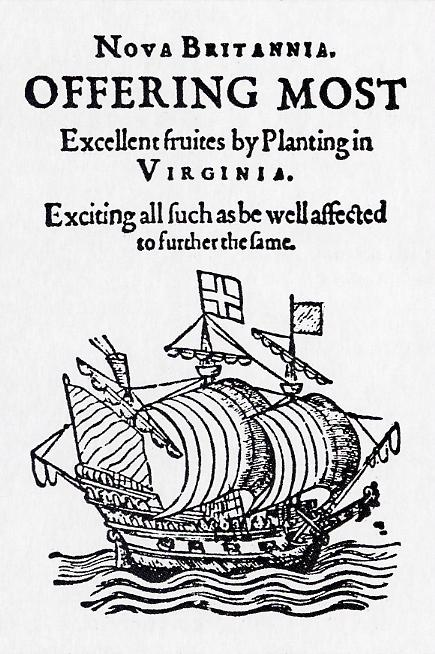 NOVA BRITANNIA.
OFFERING MOST
Excellent fruites by Planting in
VIRGINIA.
Exciting all ſuch as be well affected
to further the ſame.